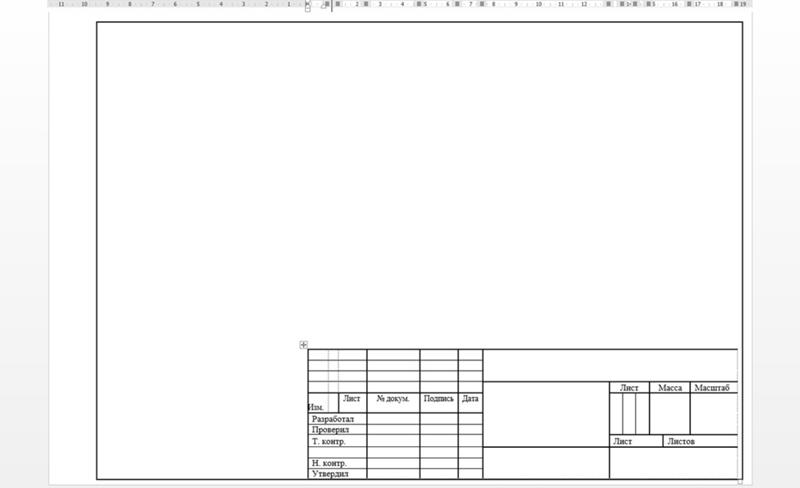 11 10 9 8 7 6 5 4 3 2 1 2 3 4 5 6 7 8 9 10 11 12 14 15 16 17 18 19
Лист Масса Масштаб
Изм. Лист № докум. Подпись Дата
Разработал
Проверил
Т. контр. Лист Листов
Н. контр.
Утвердил